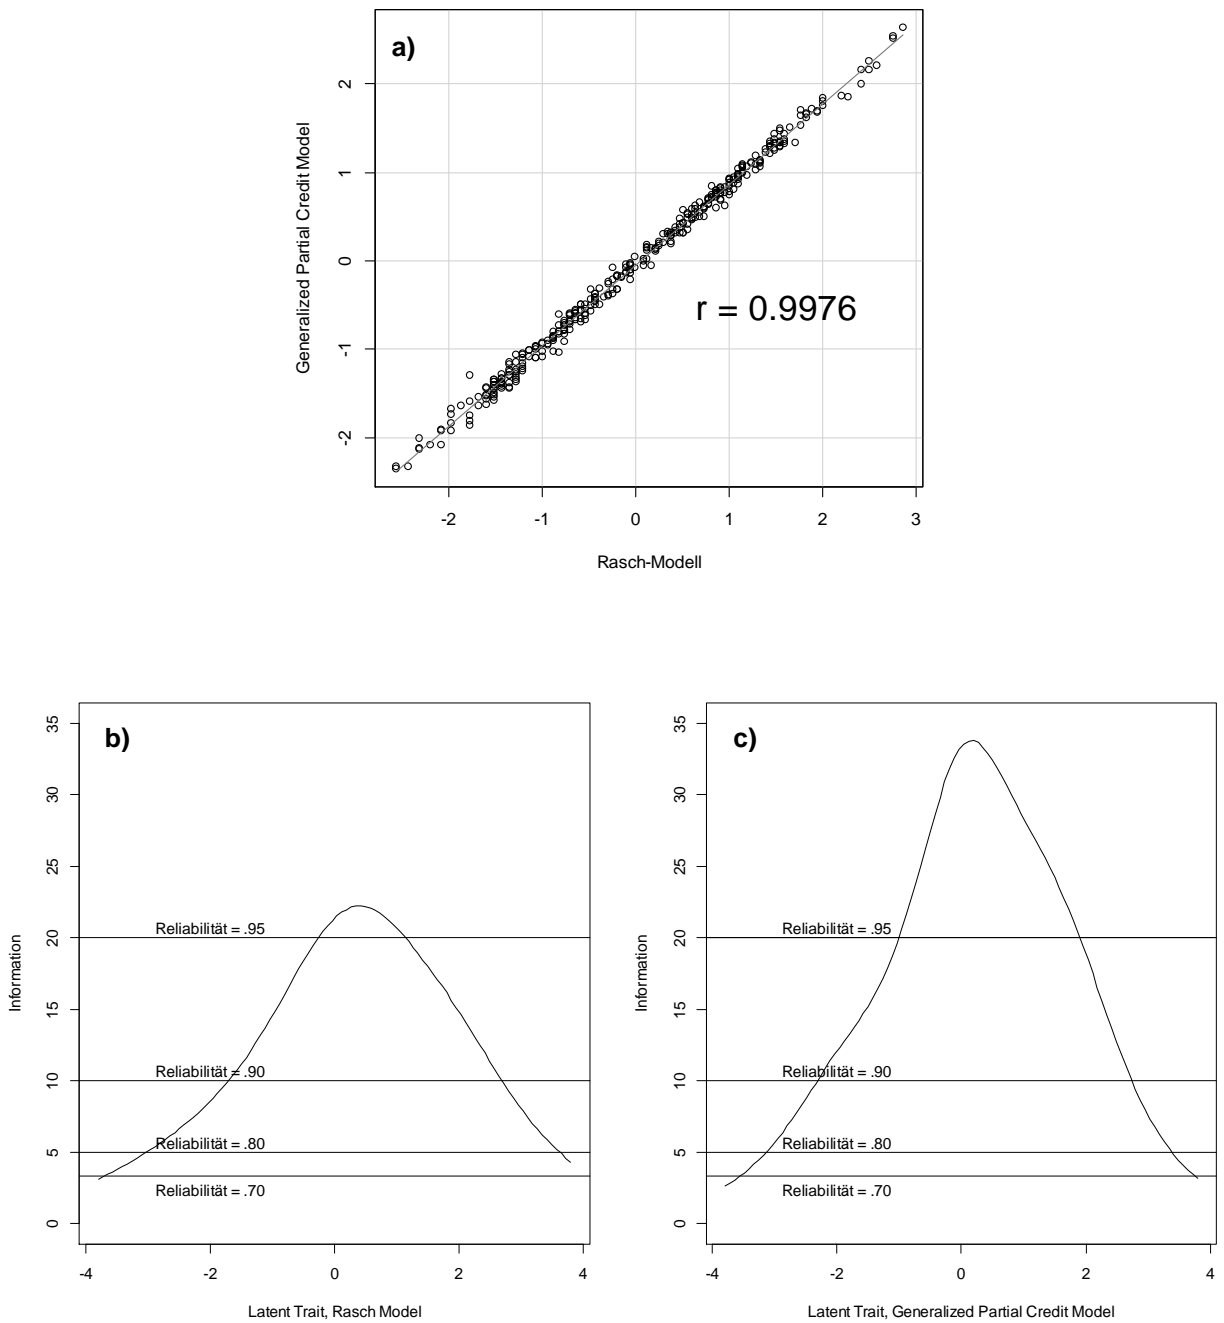 a)
Generalized Partial Credit Model
2
1
0
-1
-2
r = 0.9976
-2 -1 0 1 2 3
Rasch-Modell
b)
Information
35
30
25
20
15
10
5
0
Reliabilität = .95
Reliabilität = .90
Reliabilität = .80
Reliabilität = .70
-4 -2 0 2 4
Latent Trait, Rasch Model
c)
Information
35
30
25
20
15
10
5
0
Reliabilität = .95
Reliabilität = .90
Reliabilität = .80
Reliabilität = .70
-4 -2 0 2 4
Latent Trait, Generalized Partial Credit Model